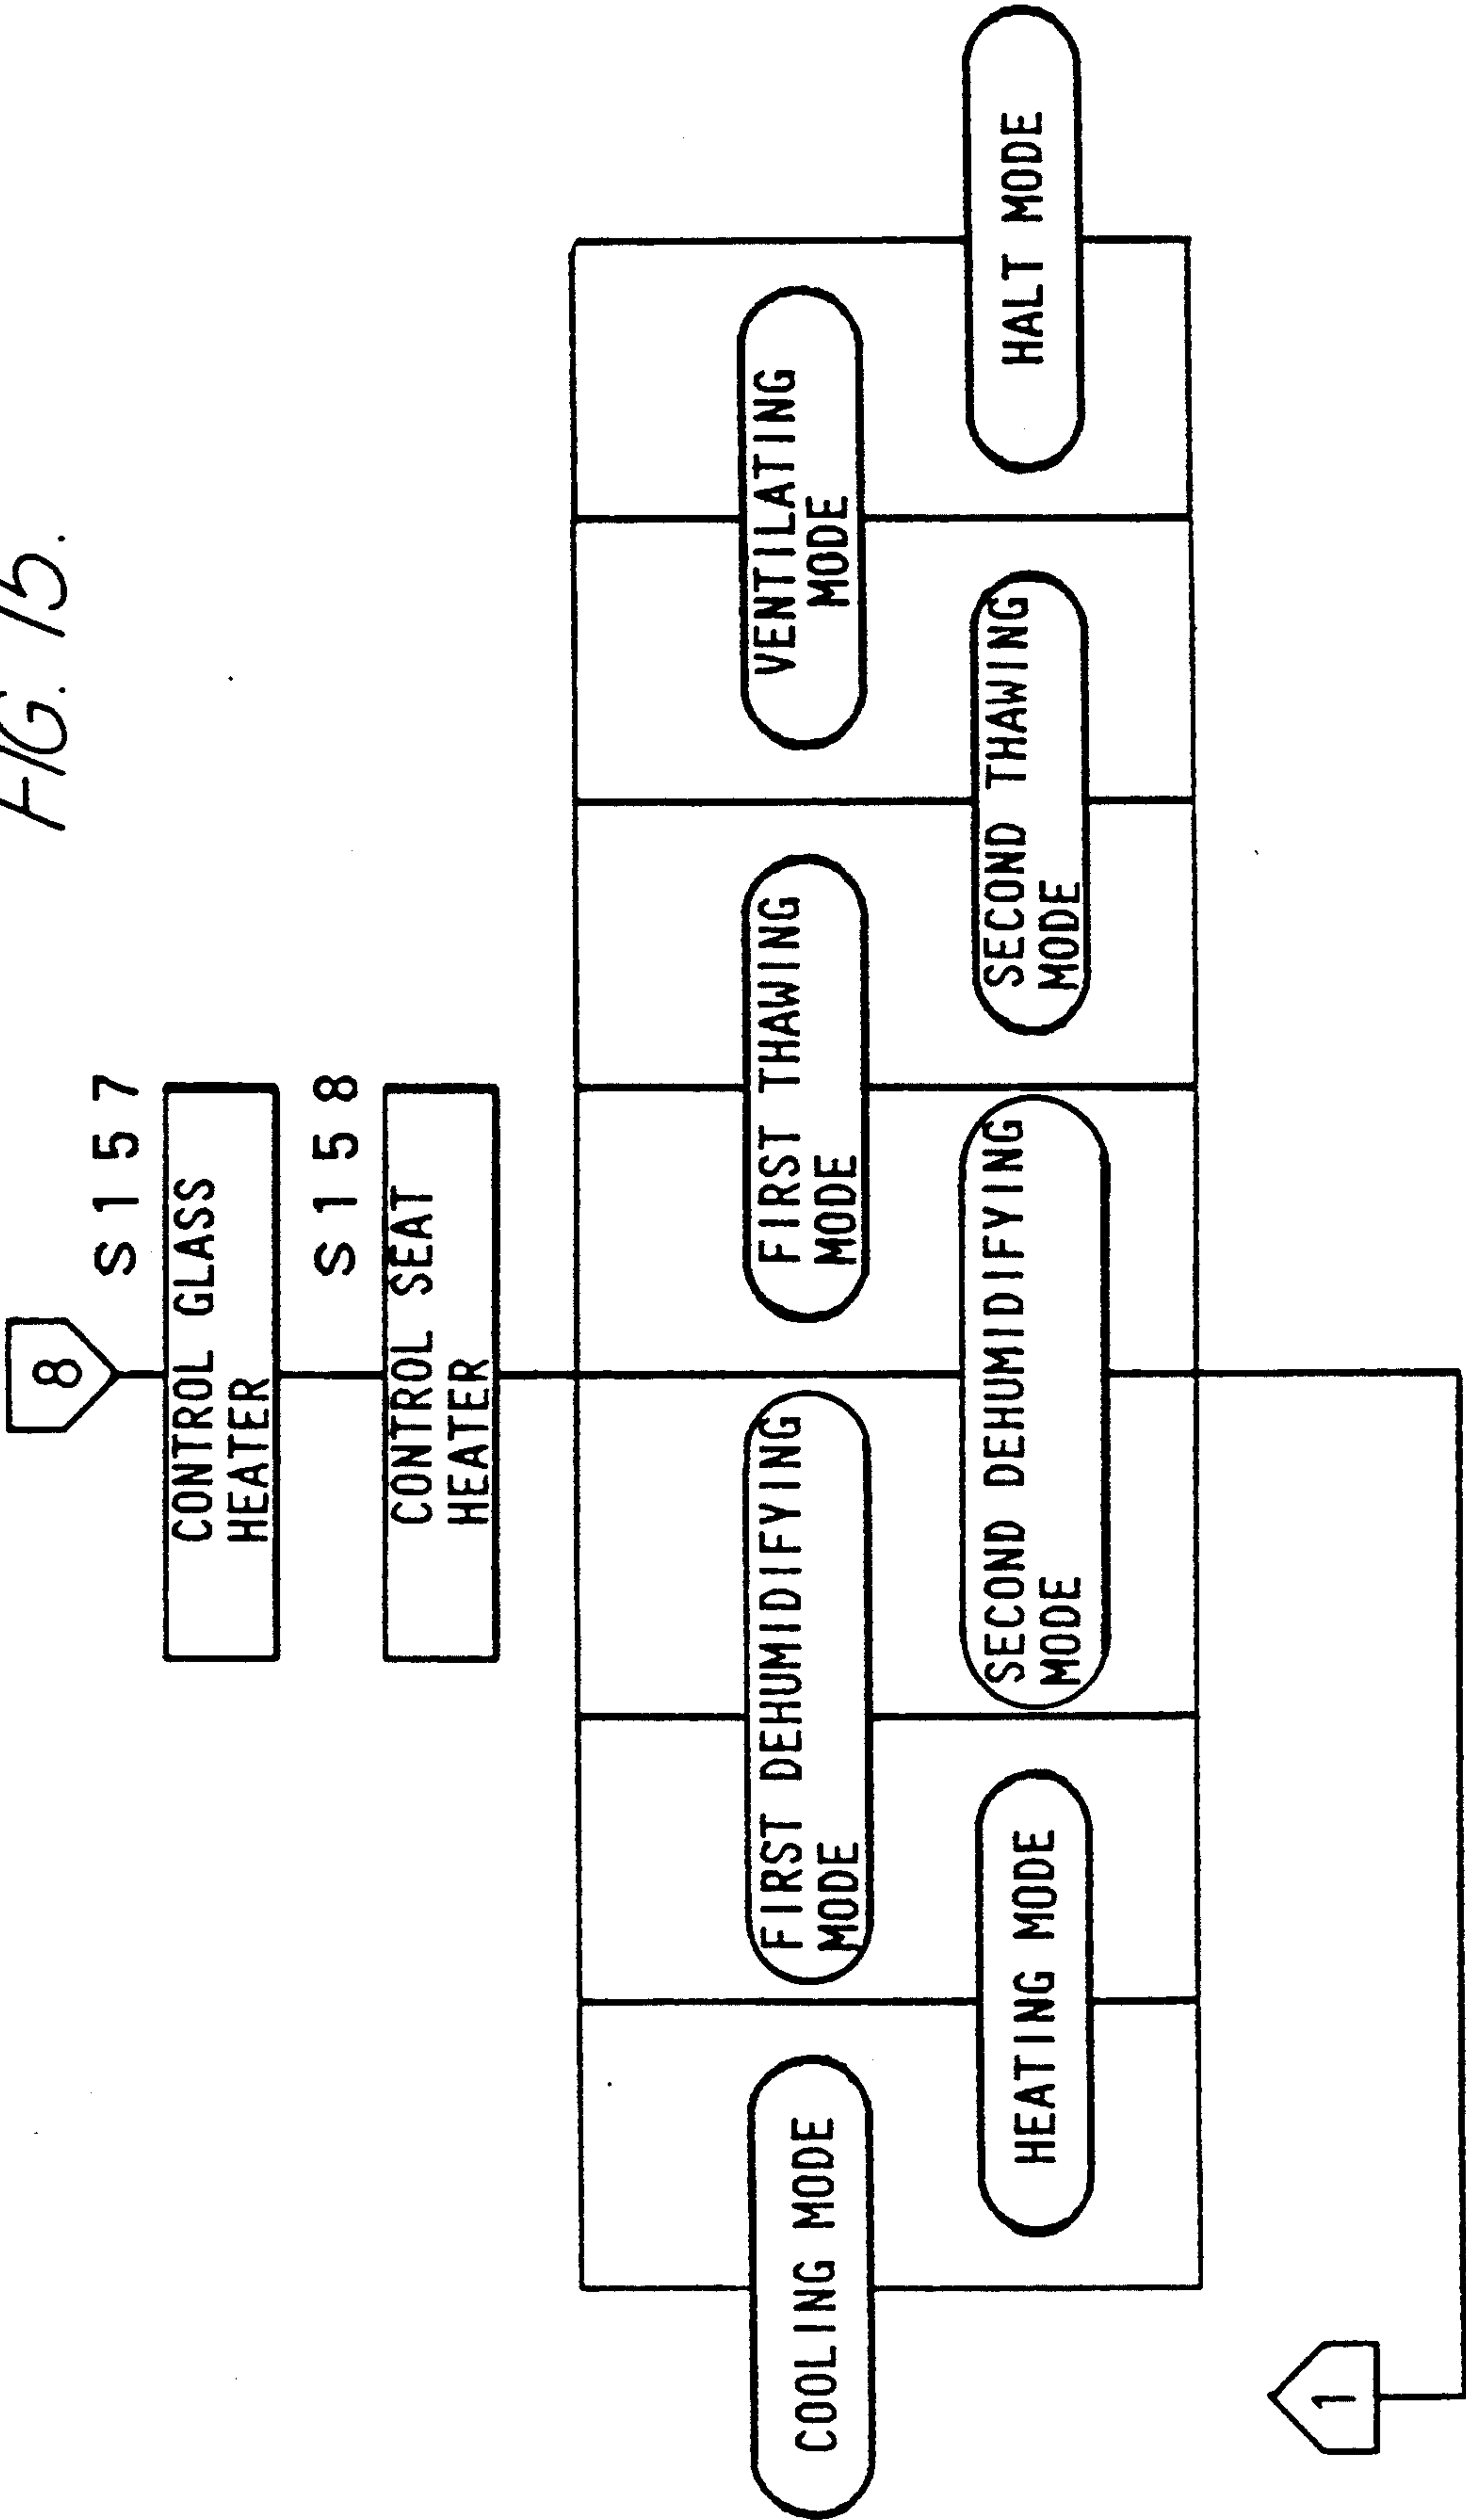 FIG. 15.
8
S157
CONTROL GLASS
HEATER
S158
CONTROL SEAT
HEATER
COOLING MODE
FIRST DEHUMIDIFYING
MODE
FIRST THAWING
MODE
VENTILATING
MODE
HEATING MODE
SECOND DEHUMIDIFYING
MODE
SECOND THAWING
MODE
HALT MODE
1